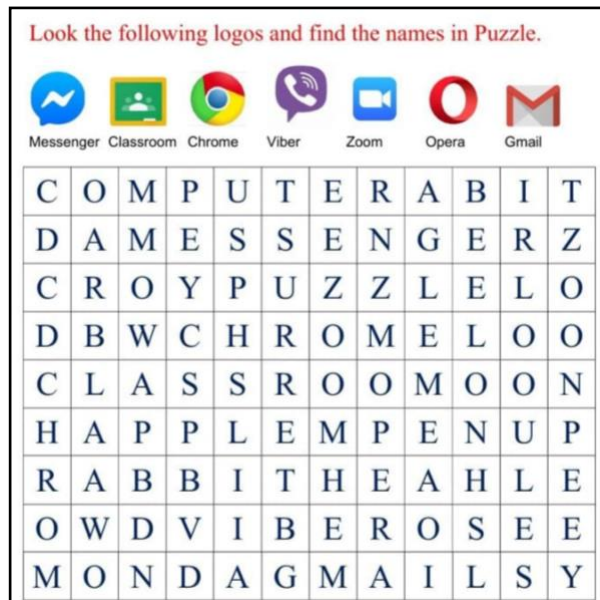 Look the following logos and find the names in Puzzle.
Messenger Classroom Chrome Viber Zoom Opera Gmail
C O M P U T E R A B I T
D A M E S S E N G E R Z
C R O Y P U Z Z L E L O
D B W C H R O M E L O O
C L A S S R O O M O O N
H A P P L E M P E N U P
R A B B I T H E A H L E
O W D V I B E R O S E E
M O N D A G M A I L S Y